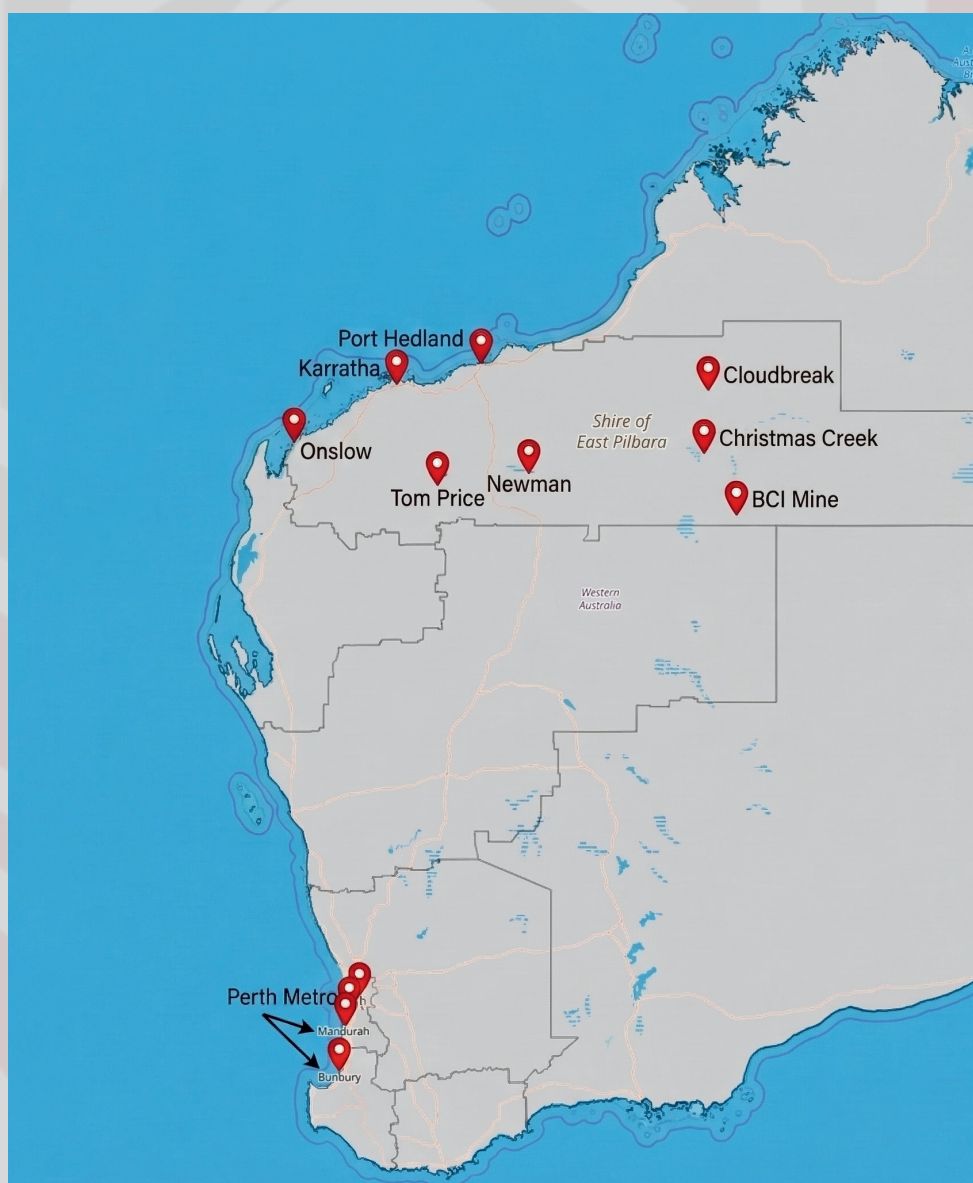 A
Aust
B
Port Hedland
Karratha
Cloudbreak
Shire of
East Pilbara
Christmas Creek
Onslow
Newman
Tom Price
BCI Mine
Western
Australia
Perth Metro
h
Mandurah
Bunbury